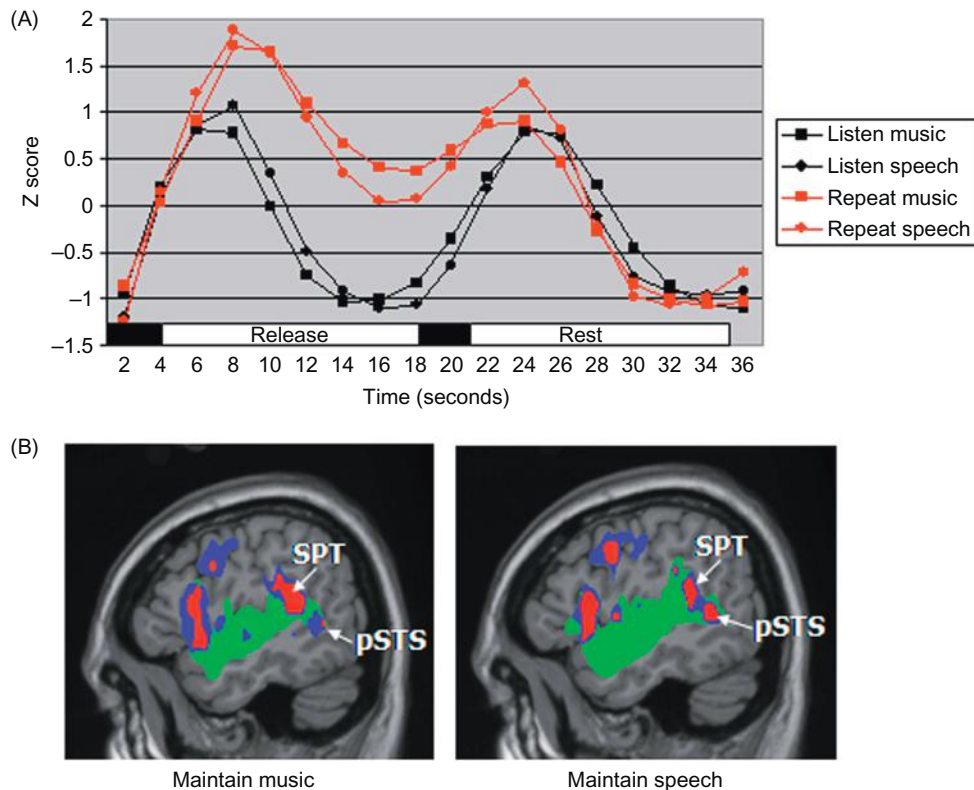 (A)
2
1.5
1
0.5
0
–0.5
–1
–1.5
Z score
Release
Rest
2 4 6 8 10 12 14 16 18 20 22 24 26 28 30 32 34 36
Time (seconds)
Listen music
Listen speech
Repeat music
Repeat speech
(B)
SPT
pSTS
Maintain music
SPT
pSTS
Maintain speech